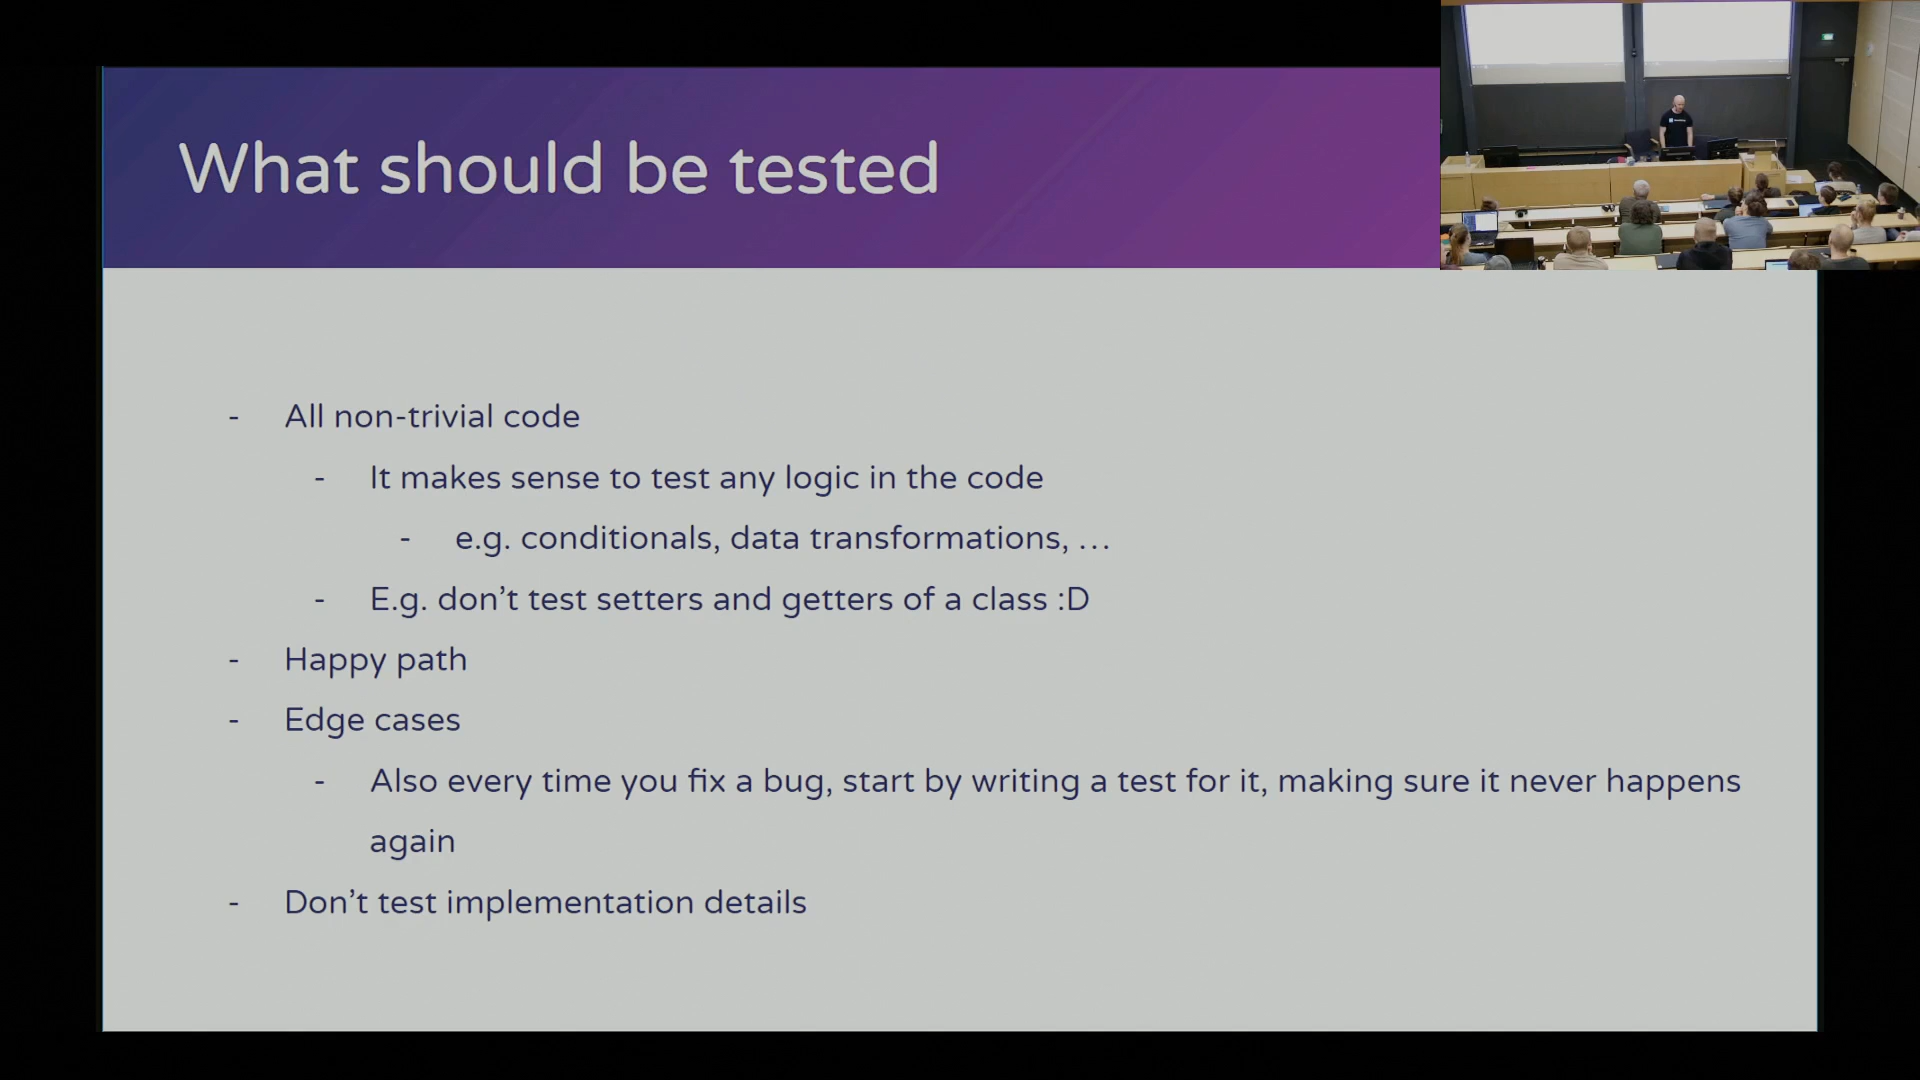 What should be tested
- All non-trivial code
- It makes sense to test any logic in the code
- e.g. conditionals, data transformations, …
- E.g. don’t test setters and getters of a class :D
- Happy path
- Edge cases
- Also every time you fix a bug, start by writing a test for it, making sure it never happens
again
- Don’t test implementation details